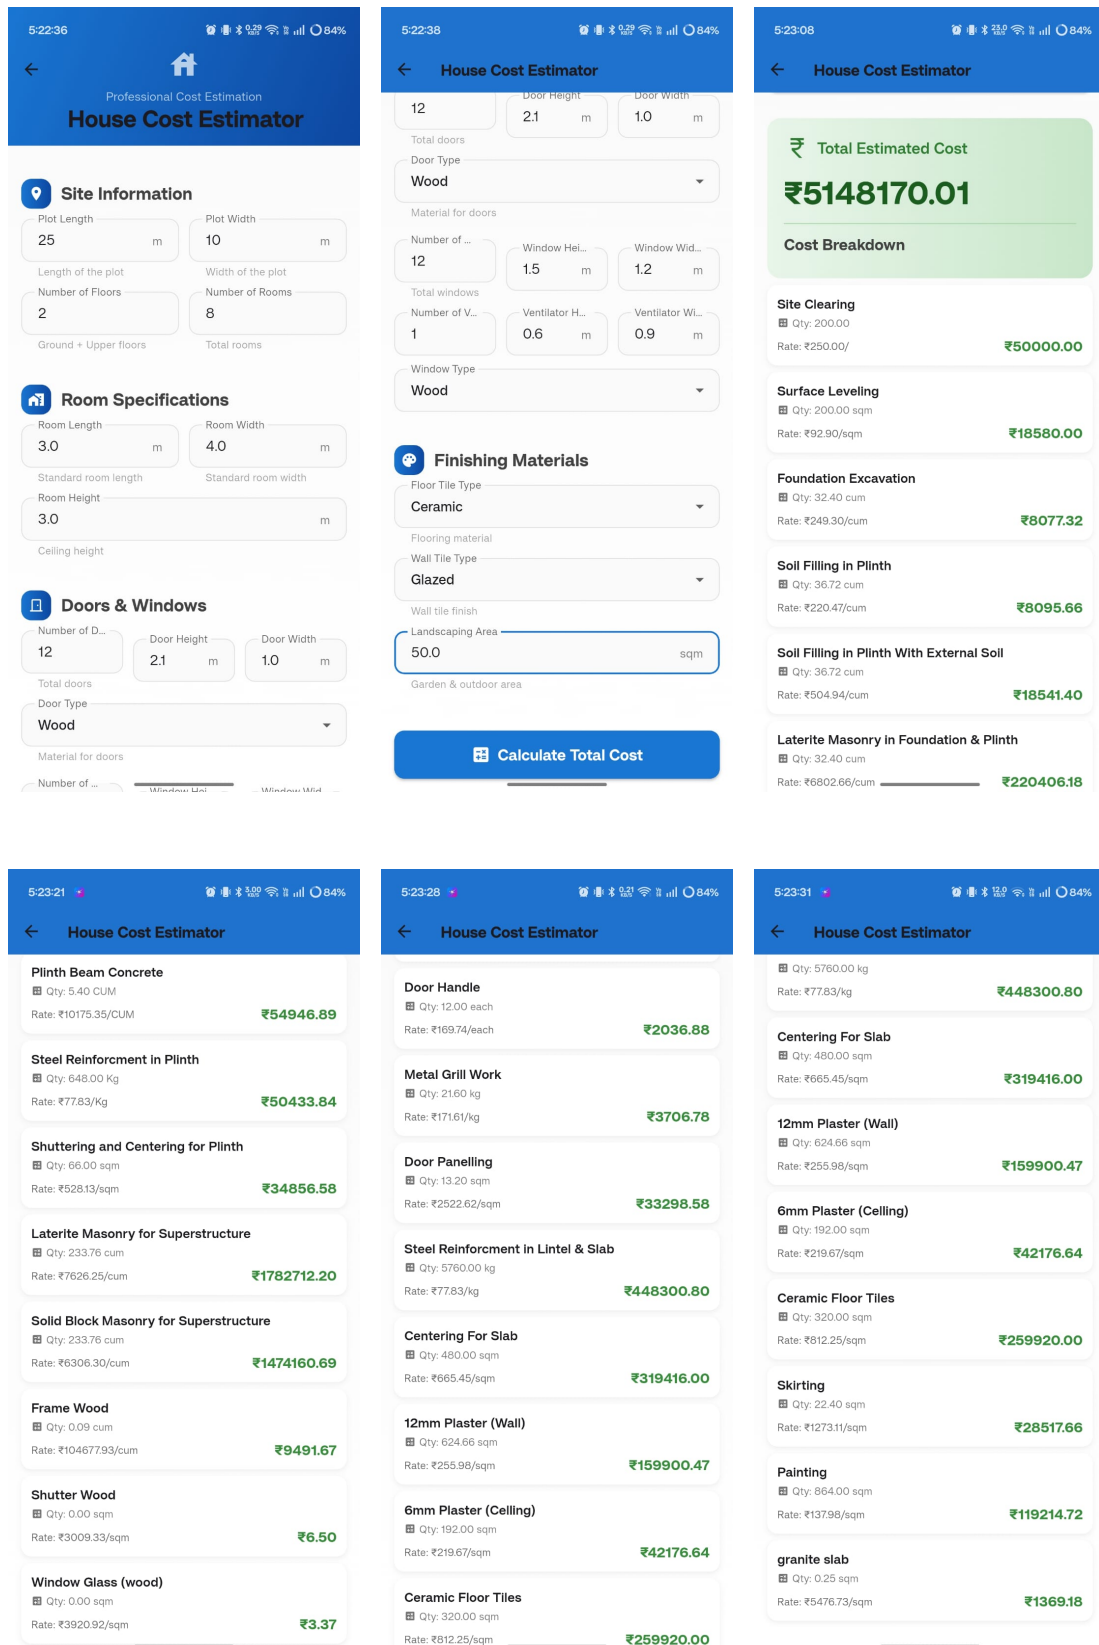 5:22:36
0.29 KB/S
84%
Professional Cost Estimation
House Cost Estimator
Site Information
Plot Length
25 m
Length of the plot
Plot Width
10 m
Width of the plot
Number of Floors
2
Ground + Upper floors
Number of Rooms
8
Total rooms
Room Specifications
Room Length
3.0 m
Standard room length
Room Width
4.0 m
Standard room width
Room Height
3.0 m
Ceiling height
Doors & Windows
Number of D...
12
Total doors
Door Height
2.1 m
Door Width
1.0 m
Door Type
Wood
Material for doors
Number of ...
Window Hei...
Window Wid...
5:22:38
0.29 KB/S
84%
House Cost Estimator
12
Total doors
Door Height
2.1 m
Door Width
1.0 m
Door Type
Wood
Material for doors
Number of ...
12
Total windows
Window Hei...
1.5 m
Window Wid...
1.2 m
Number of V...
1
Ventilator H...
0.6 m
Ventilator Wi...
0.9 m
Window Type
Wood
Finishing Materials
Floor Tile Type
Ceramic
Flooring material
Wall Tile Type
Glazed
Wall tile finish
Landscaping Area
50.0 sqm
Garden & outdoor area
Calculate Total Cost
5:23:08
23.0 KB/S
84%
House Cost Estimator
₹ Total Estimated Cost
₹5148170.01
Cost Breakdown
Site Clearing
Qty: 200.00
Rate: ₹250.00/ ₹50000.00
Surface Leveling
Qty: 200.00 sqm
Rate: ₹92.90/sqm ₹18580.00
Foundation Excavation
Qty: 32.40 cum
Rate: ₹249.30/cum ₹8077.32
Soil Filling in Plinth
Qty: 36.72 cum
Rate: ₹220.47/cum ₹8095.66
Soil Filling in Plinth With External Soil
Qty: 36.72 cum
Rate: ₹504.94/cum ₹18541.40
Laterite Masonry in Foundation & Plinth
Qty: 32.40 cum
Rate: ₹6802.66/cum ₹220406.18
5:23:21
3.00 KB/S
84%
House Cost Estimator
Plinth Beam Concrete
Qty: 5.40 CUM
Rate: ₹10175.35/CUM ₹54946.89
Steel Reinforcment in Plinth
Qty: 648.00 Kg
Rate: ₹77.83/Kg ₹50433.84
Shuttering and Centering for Plinth
Qty: 66.00 sqm
Rate: ₹528.13/sqm ₹34856.58
Laterite Masonry for Superstructure
Qty: 233.76 cum
Rate: ₹7626.25/cum ₹1782712.20
Solid Block Masonry for Superstructure
Qty: 233.76 cum
Rate: ₹6306.30/cum ₹1474160.69
Frame Wood
Qty: 0.09 cum
Rate: ₹104677.93/cum ₹9491.67
Shutter Wood
Qty: 0.00 sqm
Rate: ₹3009.33/sqm ₹6.50
Window Glass (wood)
Qty: 0.00 sqm
Rate: ₹3920.92/sqm ₹3.37
5:23:28
0.21 KB/S
84%
House Cost Estimator
Door Handle
Qty: 12.00 each
Rate: ₹169.74/each ₹2036.88
Metal Grill Work
Qty: 21.60 kg
Rate: ₹171.61/kg ₹3706.78
Door Panelling
Qty: 13.20 sqm
Rate: ₹2522.62/sqm ₹33298.58
Steel Reinforcment in Lintel & Slab
Qty: 5760.00 kg
Rate: ₹77.83/kg ₹448300.80
Centering For Slab
Qty: 480.00 sqm
Rate: ₹665.45/sqm ₹319416.00
12mm Plaster (Wall)
Qty: 624.66 sqm
Rate: ₹255.98/sqm ₹159900.47
6mm Plaster (Celling)
Qty: 192.00 sqm
Rate: ₹219.67/sqm ₹42176.64
Ceramic Floor Tiles
Qty: 320.00 sqm
Rate: ₹812.25/sqm ₹259920.00
5:23:31
12.0 KB/S
84%
House Cost Estimator
Qty: 5760.00 kg
Rate: ₹77.83/kg ₹448300.80
Centering For Slab
Qty: 480.00 sqm
Rate: ₹665.45/sqm ₹319416.00
12mm Plaster (Wall)
Qty: 624.66 sqm
Rate: ₹255.98/sqm ₹159900.47
6mm Plaster (Celling)
Qty: 192.00 sqm
Rate: ₹219.67/sqm ₹42176.64
Ceramic Floor Tiles
Qty: 320.00 sqm
Rate: ₹812.25/sqm ₹259920.00
Skirting
Qty: 22.40 sqm
Rate: ₹1273.11/sqm ₹28517.66
Painting
Qty: 864.00 sqm
Rate: ₹137.98/sqm ₹119214.72
granite slab
Qty: 0.25 sqm
Rate: ₹5476.73/sqm ₹1369.18